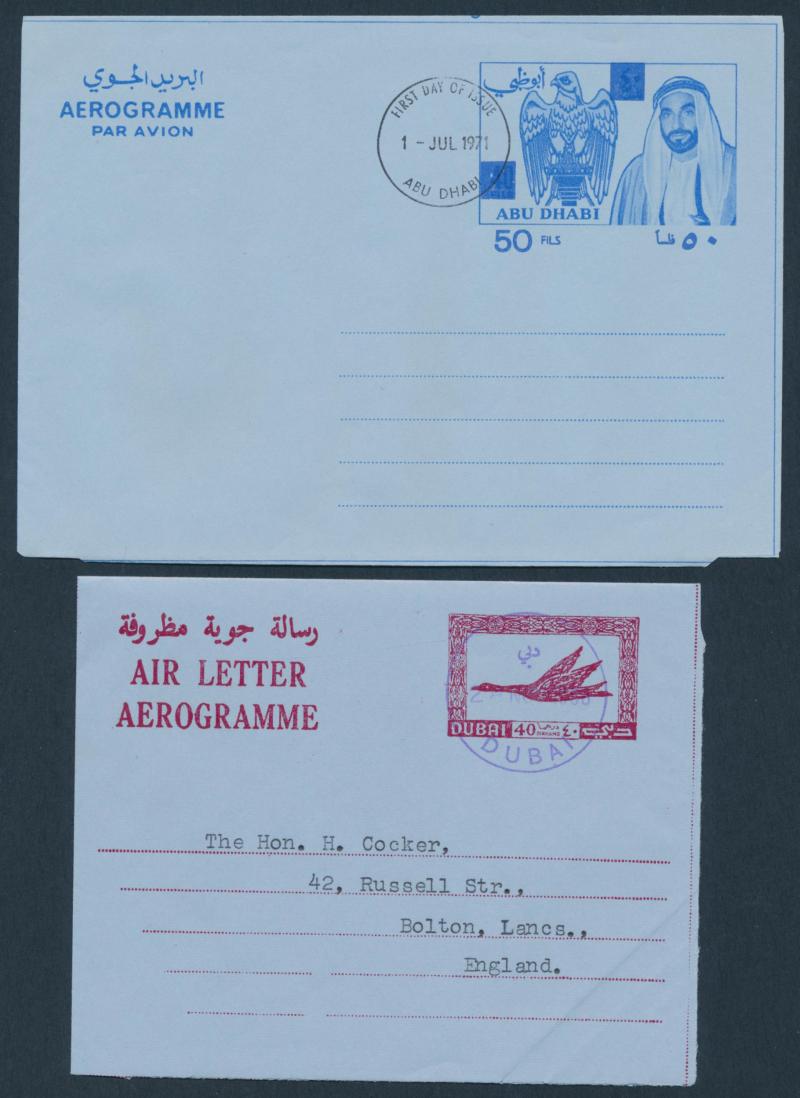 البريد الجوي
AEROGRAMME
PAR AVION
FIRST DAY OF ISSUE
1 - JUL 1971
ABU DHABI
أبوظبي
ABU DHABI
50 FILS
٥٠ فلساً
رسالة جوية مظروفة
AIR LETTER
AEROGRAMME
دبي
DUBAI
DUBAI 40 ٤٠ دبي
The Hon. H. Cocker,
42, Russell Str.,
Bolton, Lancs.,
England.